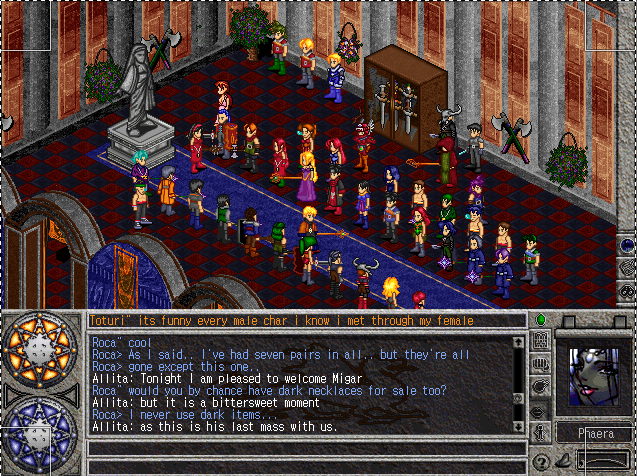 Toturi" its funny every male char i know i met through my female
Roca" cool
Roca> As I said.. I've had seven pairs in all.. but they're all
Roca> gone except this one..
Allita: Tonight I am pleased to welcome Migar
Roca" would you by chance have dark necklaces for sale too?
Allita: but it is a bittersweet moment
Roca> I never use dark items...
Allita: as this is his last mass with us.
Phaera